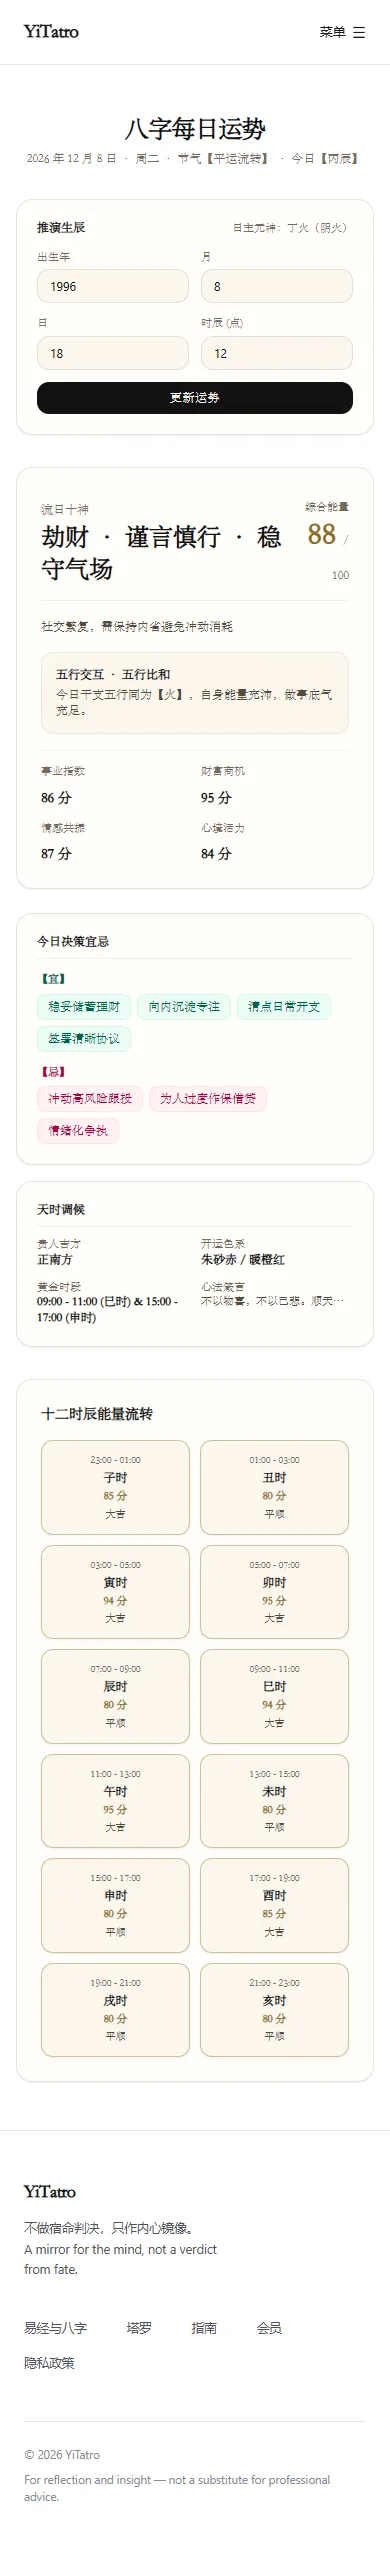 YiTatro
菜单 ☰
八字每日运势
2026 年 12 月 8 日 · 周二 · 节气【平运流转】 · 今日【丙辰】
推演生辰
日主元神：丁火（阴火）
出生年
月
1996
8
日
时辰 (点)
18
12
更新运势
流日十神
综合能量
劫财 · 谨言慎行 · 稳
守气场
88 /
100
社交繁复，需保持内省避免冲动消耗
五行交互 · 五行比和
今日干支五行同为【火】，自身能量充沛，做事底气
充足。
事业指数
财富商机
86 分
95 分
情感共振
心境活力
87 分
84 分
今日决策宜忌
【宜】
稳妥储蓄理财
向内沉淀专注
清点日常开支
签署清晰协议
【忌】
冲动高风险跟投
为人过度作保借贷
情绪化争执
天时调候
贵人吉方
开运色系
正南方
朱砂赤 / 暖橙红
黄金时段
心法箴言
09:00 - 11:00 (巳时) & 15:00 -
17:00 (申时)
不以物喜，不以己悲。顺天…
十二时辰能量流转
23:00 - 01:00
子时
85 分
大吉
01:00 - 03:00
丑时
80 分
平顺
03:00 - 05:00
寅时
94 分
大吉
05:00 - 07:00
卯时
95 分
大吉
07:00 - 09:00
辰时
80 分
平顺
09:00 - 11:00
巳时
94 分
大吉
11:00 - 13:00
午时
95 分
大吉
13:00 - 15:00
未时
80 分
平顺
15:00 - 17:00
申时
80 分
平顺
17:00 - 19:00
酉时
85 分
大吉
19:00 - 21:00
戌时
80 分
平顺
21:00 - 23:00
亥时
80 分
平顺
YiTatro
不做宿命判决，只作内心镜像。
A mirror for the mind, not a verdict
from fate.
易经与八字
塔罗
指南
会员
隐私政策
© 2026 YiTatro
For reflection and insight — not a substitute for professional
advice.